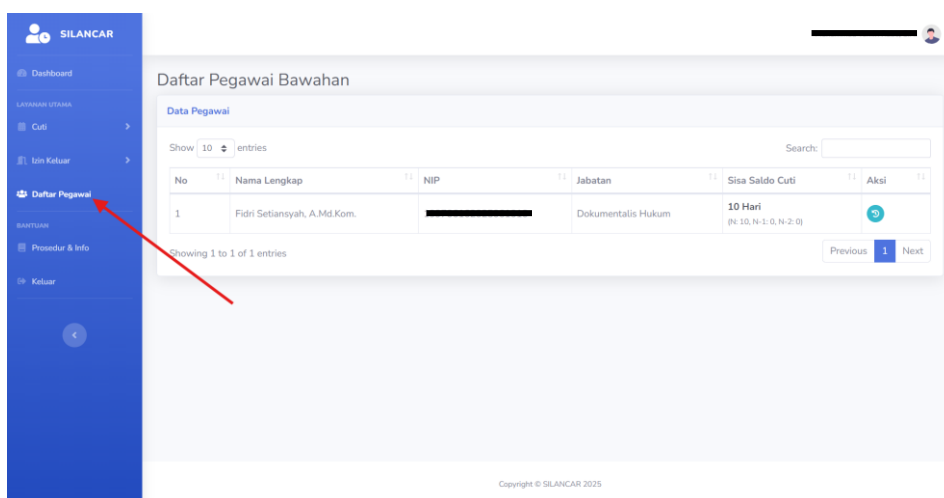 SILANCAR
Dashboard
LAYANAN UTAMA
Cuti
Izin Keluar
Daftar Pegawai
BANTUAN
Prosedur & Info
Keluar
Daftar Pegawai Bawahan
Data Pegawai
Show 10 entries
Search:
No Nama Lengkap NIP Jabatan Sisa Saldo Cuti Aksi
1 Fidri Setiansyah, A.Md.Kom. Dokumentalis Hukum 10 Hari
(N: 10, N-1: 0, N-2: 0)
Showing 1 to 1 of 1 entries
Previous 1 Next
Copyright © SILANCAR 2025